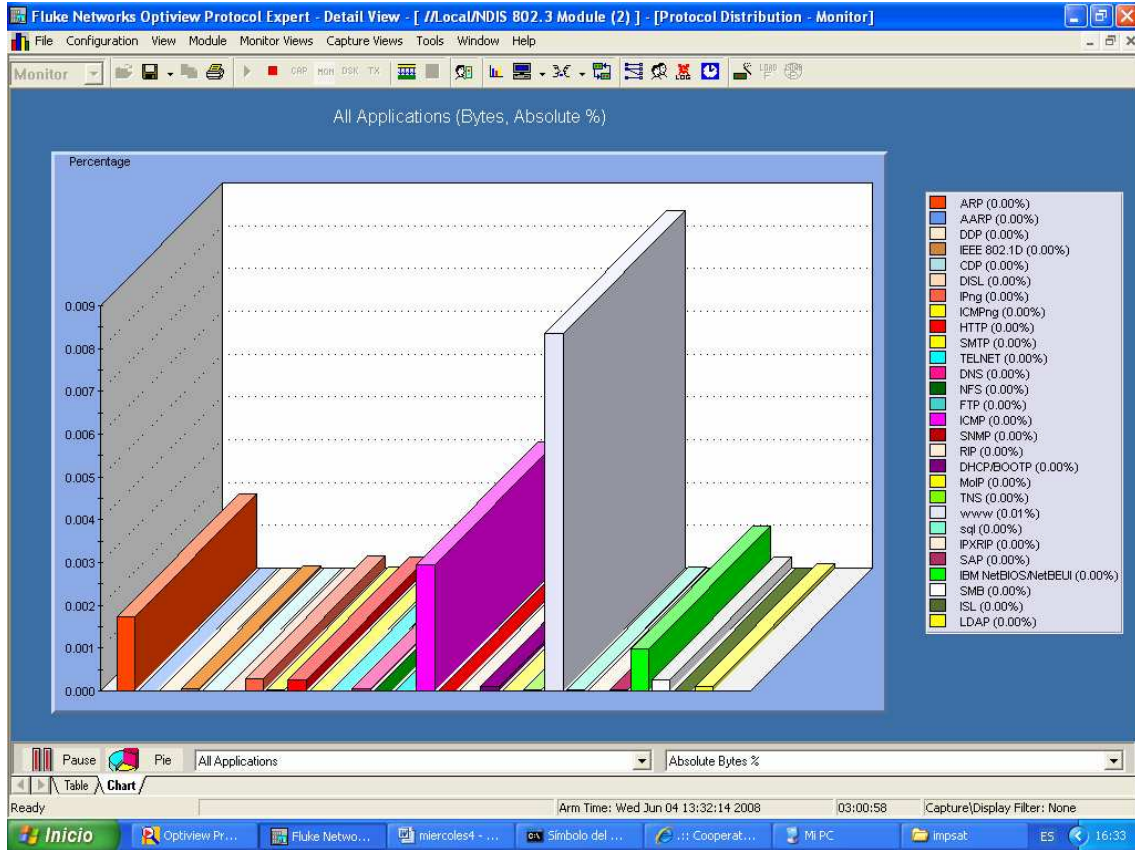 Fluke Networks Optiview Protocol Expert - Detail View - [ //Local/NDIS 802.3 Module (2) ] - [Protocol Distribution - Monitor]
File Configuration View Module Monitor Views Capture Views Tools Window Help
Monitor CAP MON DSK TX
All Applications (Bytes, Absolute %)
Percentage
0.009
0.008
0.007
0.006
0.005
0.004
0.003
0.002
0.001
0.000
ARP (0.00%)
AARP (0.00%)
DDP (0.00%)
IEEE 802.1D (0.00%)
CDP (0.00%)
DISL (0.00%)
IPng (0.00%)
ICMPng (0.00%)
HTTP (0.00%)
SMTP (0.00%)
TELNET (0.00%)
DNS (0.00%)
NFS (0.00%)
FTP (0.00%)
ICMP (0.00%)
SNMP (0.00%)
RIP (0.00%)
DHCP/BOOTP (0.00%)
MoIP (0.00%)
TNS (0.00%)
www (0.01%)
sql (0.00%)
IPXRIP (0.00%)
SAP (0.00%)
IBM NetBIOS/NetBEUI (0.00%)
SMB (0.00%)
ISL (0.00%)
LDAP (0.00%)
Pause Pie All Applications Absolute Bytes %
Table Chart
Ready Arm Time: Wed Jun 04 13:32:14 2008 03:00:58 Capture\Display Filter: None
Inicio Optiview Pr... Fluke Netwo... miercoles4 - ... Símbolo del ... .:: Cooperat... Mi PC impsat ES 16:33